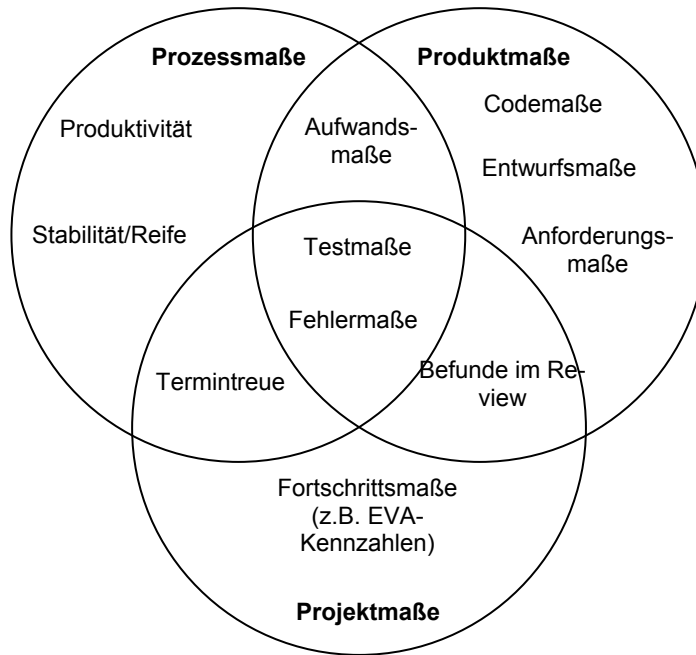 Prozessmaße
Produktmaße
Codemaße
Produktivität
Aufwands-
maße
Entwurfsmaße
Stabilität/Reife
Testmaße
Anforderungs-
maße
Fehlermaße
Termintreue
Befunde im Re-
view
Fortschrittsmaße
(z.B. EVA-
Kennzahlen)
Projektmaße